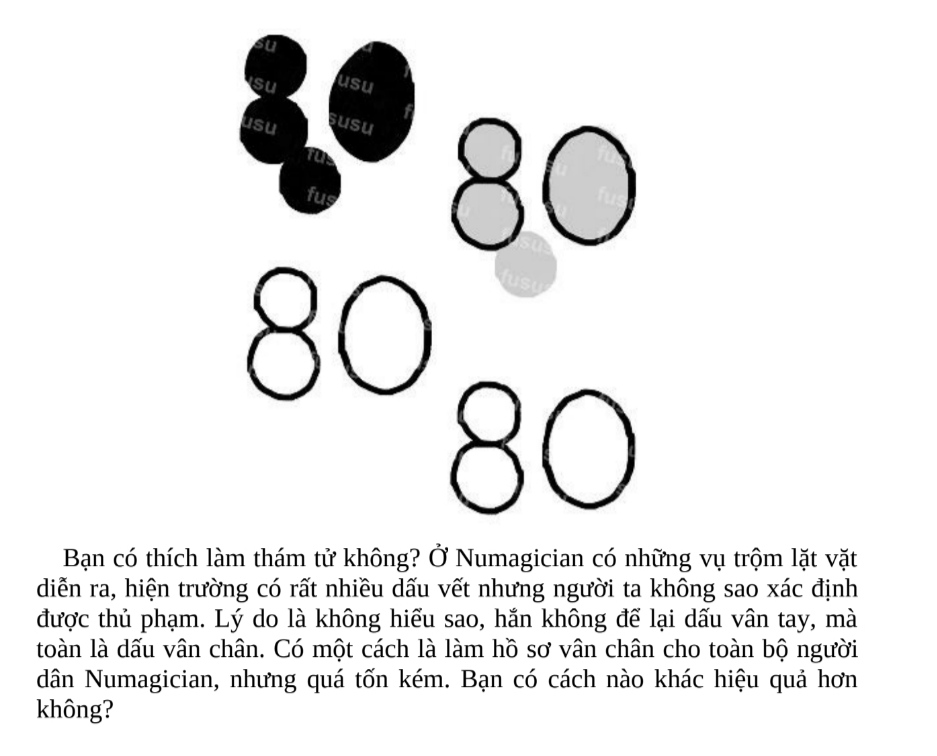 80
80
80
Bạn có thích làm thám tử không? Ở Numagician có những vụ trộm lặt vặt
diễn ra, hiện trường có rất nhiều dấu vết nhưng người ta không sao xác định
được thủ phạm. Lý do là không hiểu sao, hắn không để lại dấu vân tay, mà
toàn là dấu vân chân. Có một cách là làm hồ sơ vân chân cho toàn bộ người
dân Numagician, nhưng quá tốn kém. Bạn có cách nào khác hiệu quả hơn
không?